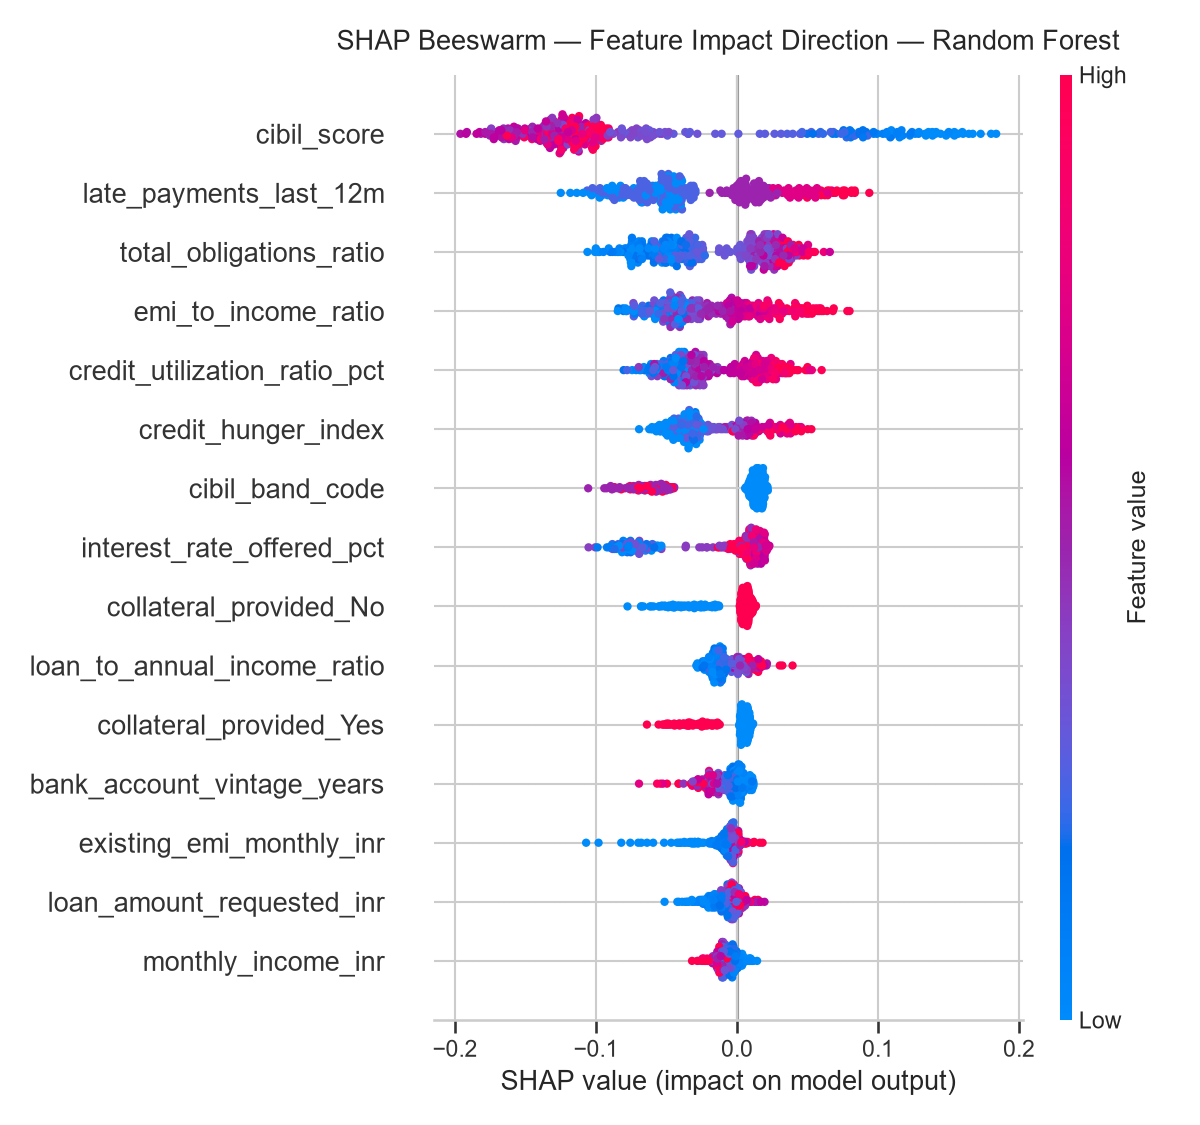 SHAP Beeswarm — Feature Impact Direction — Random Forest
High
cibil_score
late_payments_last_12m
total_obligations_ratio
emi_to_income_ratio
credit_utilization_ratio_pct
credit_hunger_index
cibil_band_code
interest_rate_offered_pct
collateral_provided_No
loan_to_annual_income_ratio
collateral_provided_Yes
bank_account_vintage_years
existing_emi_monthly_inr
loan_amount_requested_inr
monthly_income_inr
Feature value
Low
−0.2 −0.1 0.0 0.1 0.2
SHAP value (impact on model output)